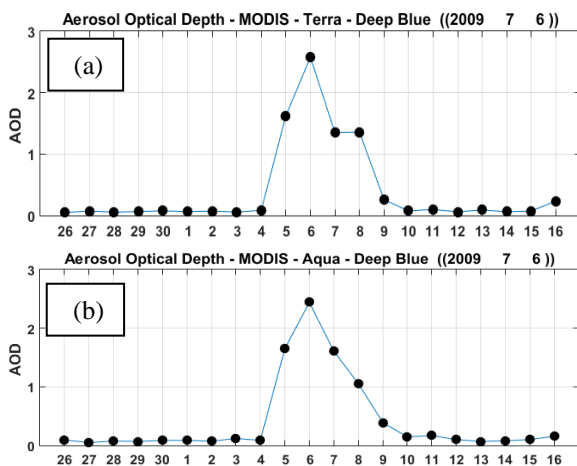 Aerosol Optical Depth - MODIS - Terra - Deep Blue ((2009 7 6 ))
(a)
AOD
3
2
1
0
26 27 28 29 30 1 2 3 4 5 6 7 8 9 10 11 12 13 14 15 16
Aerosol Optical Depth - MODIS - Aqua - Deep Blue ((2009 7 6 ))
(b)
AOD
3
2
1
0
26 27 28 29 30 1 2 3 4 5 6 7 8 9 10 11 12 13 14 15 16